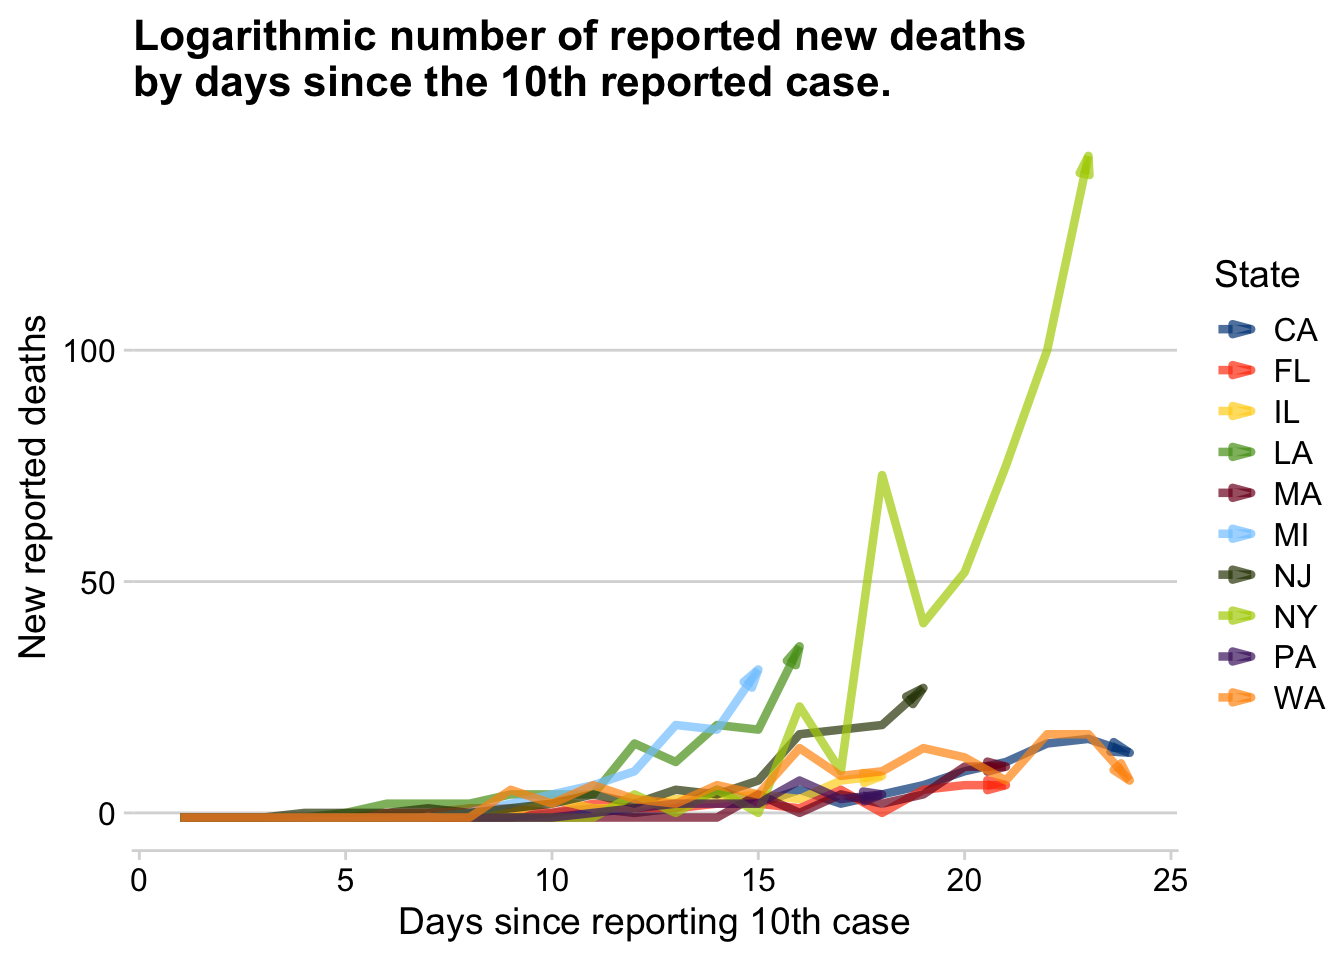 Logarithmic number of reported new deaths
by days since the 10th reported case.
New reported deaths
100
50
0
0 5 10 15 20 25
Days since reporting 10th case
State
CA
FL
IL
LA
MA
MI
NJ
NY
PA
WA